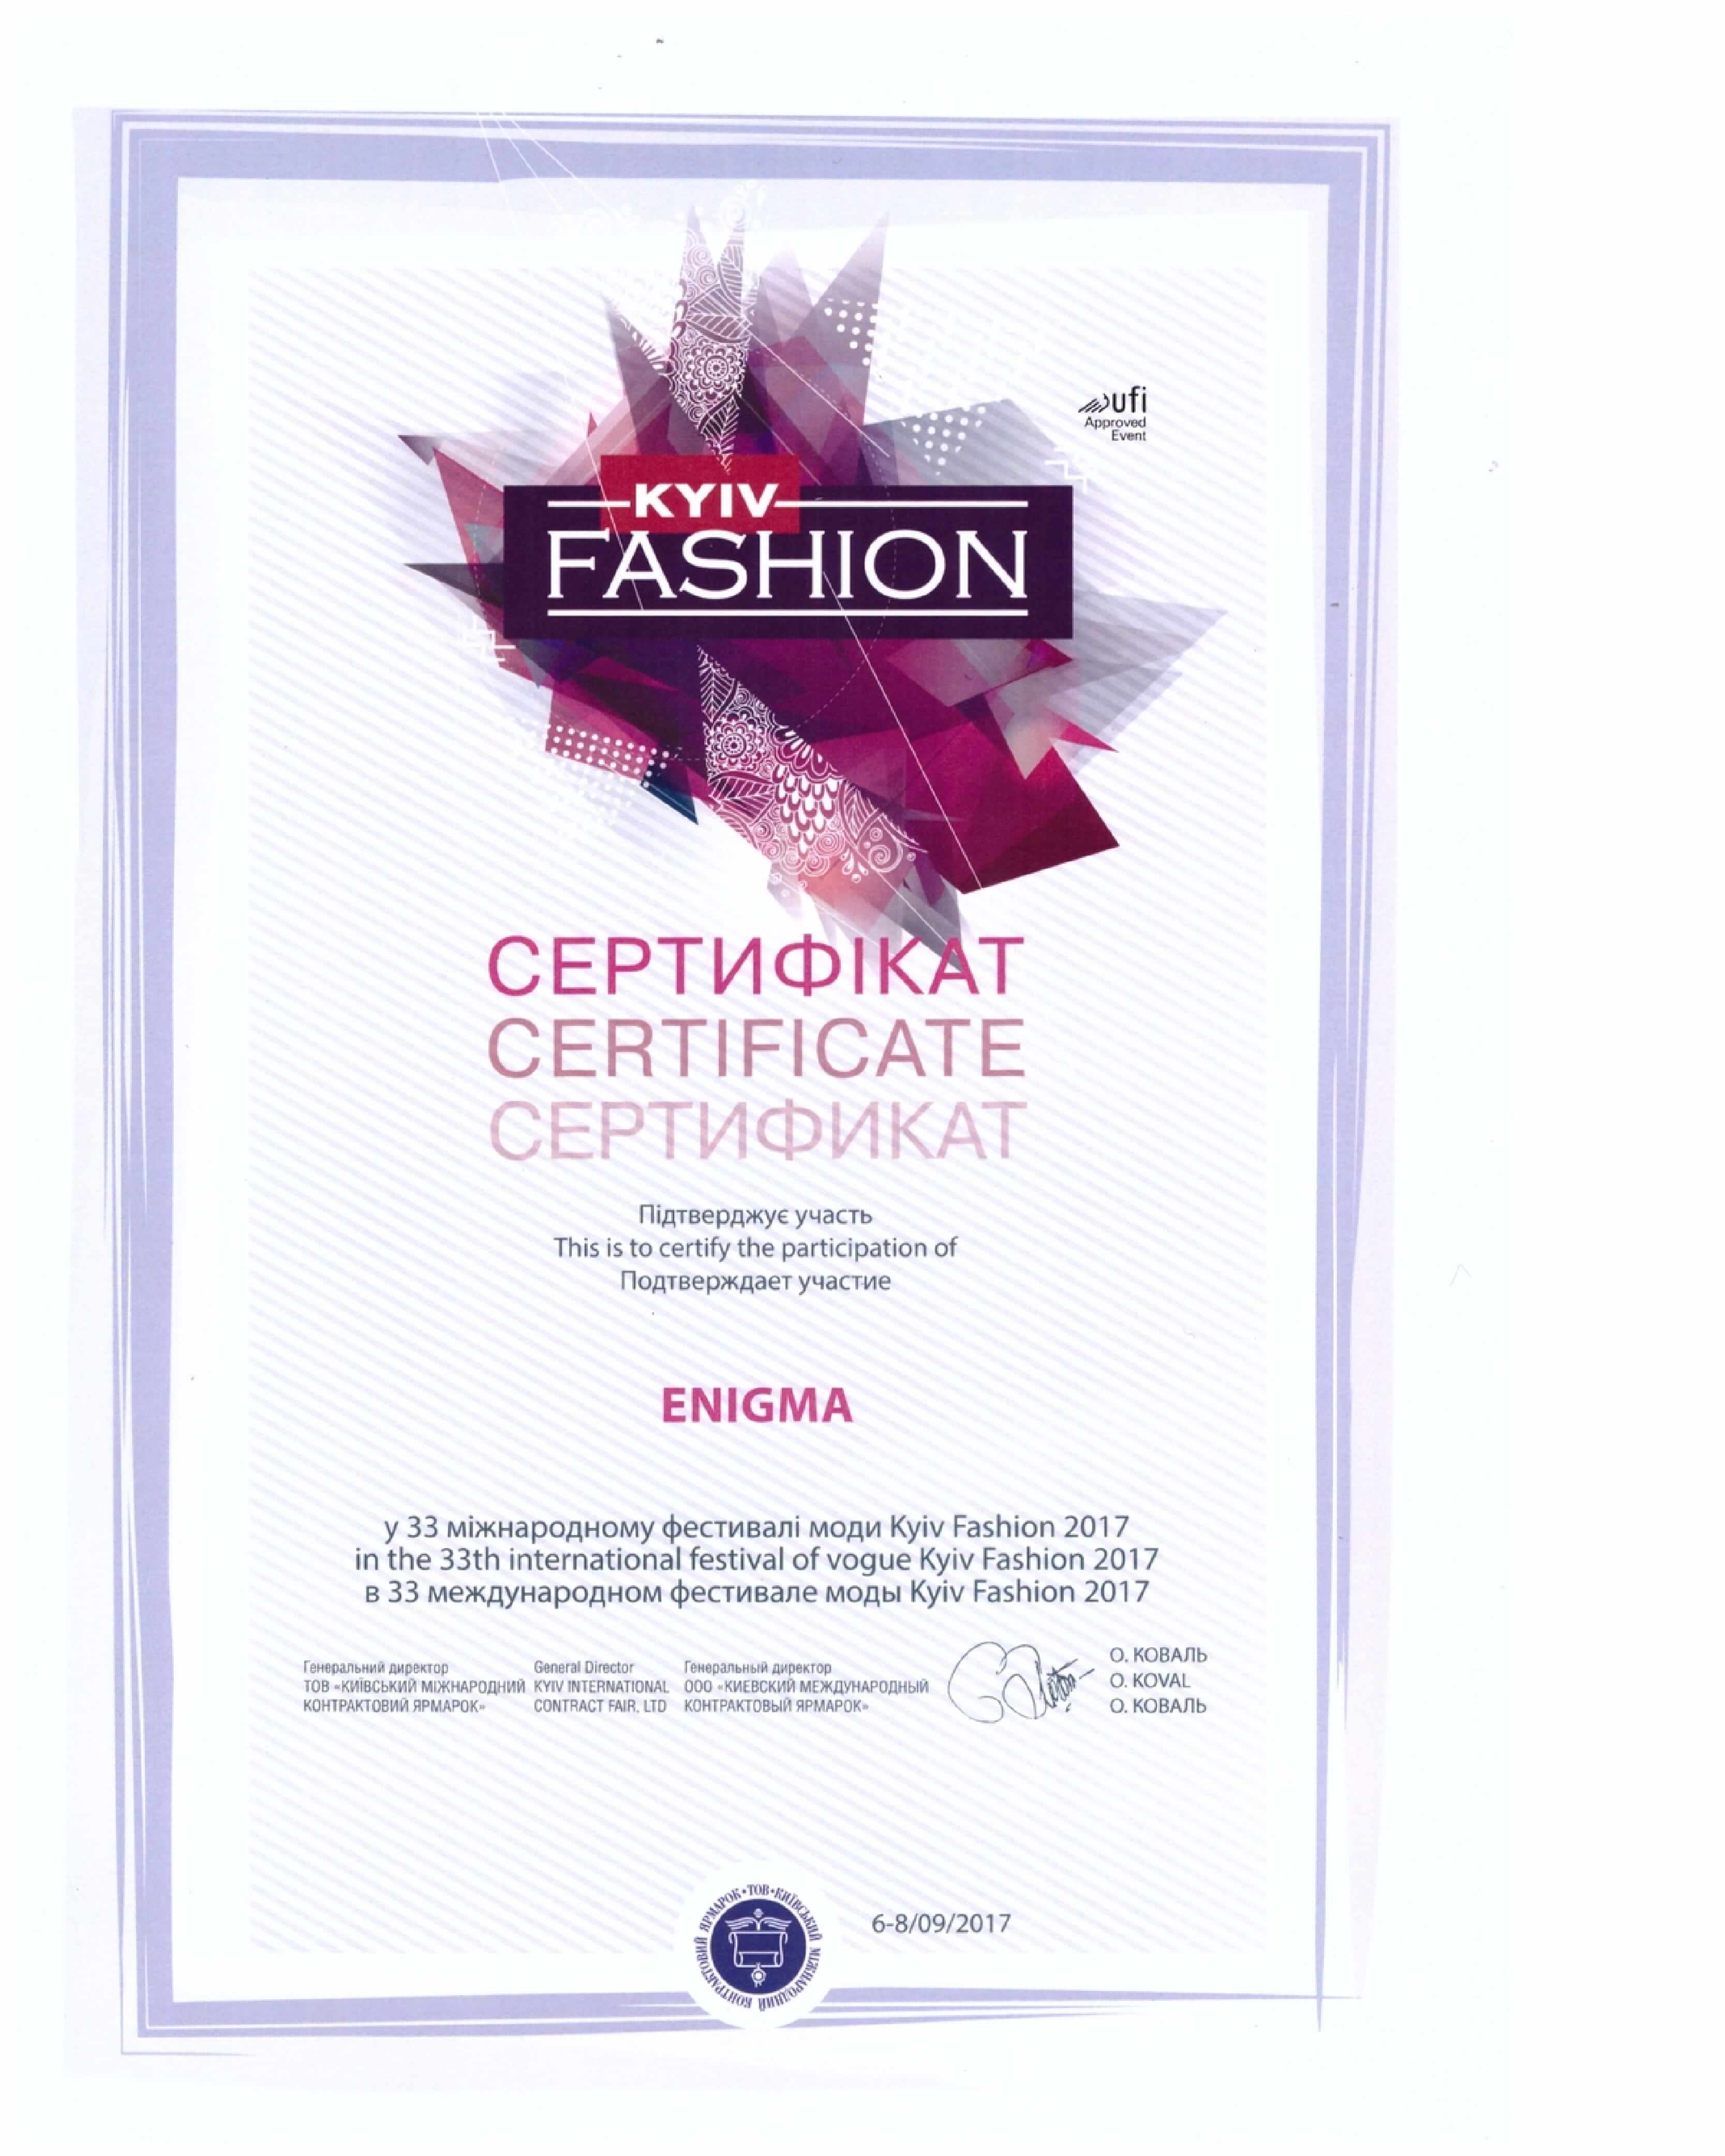 ufi
Approved
Event
KYIV
FASHION
СЕРТИФІКАТ
CERTIFICATE
СЕРТИФИКАТ
Підтверджує участь
This is to certify the participation of
Подтверждает участие
ENIGMA
у 33 міжнародному фестивалі моди Kyiv Fashion 2017
in the 33th international festival of vogue Kyiv Fashion 2017
в 33 международном фестивале моды Kyiv Fashion 2017
Генеральний директор
ТОВ «КИЇВСЬКИЙ МІЖНАРОДНИЙ
КОНТРАКТОВИЙ ЯРМАРОК»
General Director
KYIV INTERNATIONAL
CONTRACT FAIR, LTD
Генеральный директор
ООО «КИЕВСКИЙ МЕЖДУНАРОДНЫЙ
КОНТРАКТОВЫЙ ЯРМАРОК»
О. КОВАЛЬ
O. KOVAL
О. КОВАЛЬ
ТОВ•КИЇВСЬКИЙ МІЖНАРОДНИЙ КОНТРАКТОВИЙ ЯРМАРОК•
6-8/09/2017